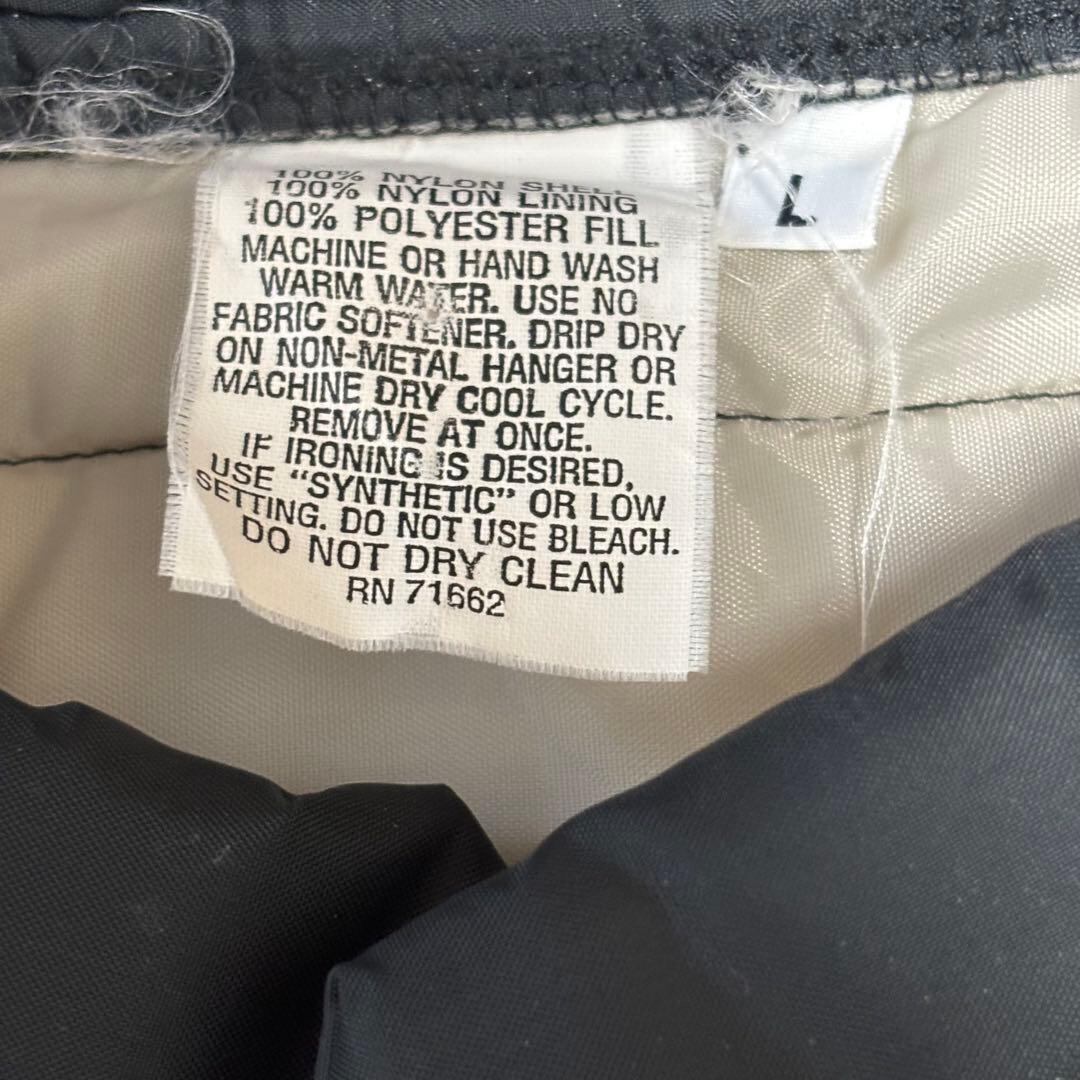 100% NYLON SHELL
100% NYLON LINING
100% POLYESTER FILL
MACHINE OR HAND WASH
WARM WATER. USE NO
FABRIC SOFTENER. DRIP DRY
ON NON-METAL HANGER OR
MACHINE DRY COOL CYCLE.
REMOVE AT ONCE.
IF IRONING IS DESIRED,
USE "SYNTHETIC" OR LOW
SETTING. DO NOT USE BLEACH.
DO NOT DRY CLEAN
RN 71662
L